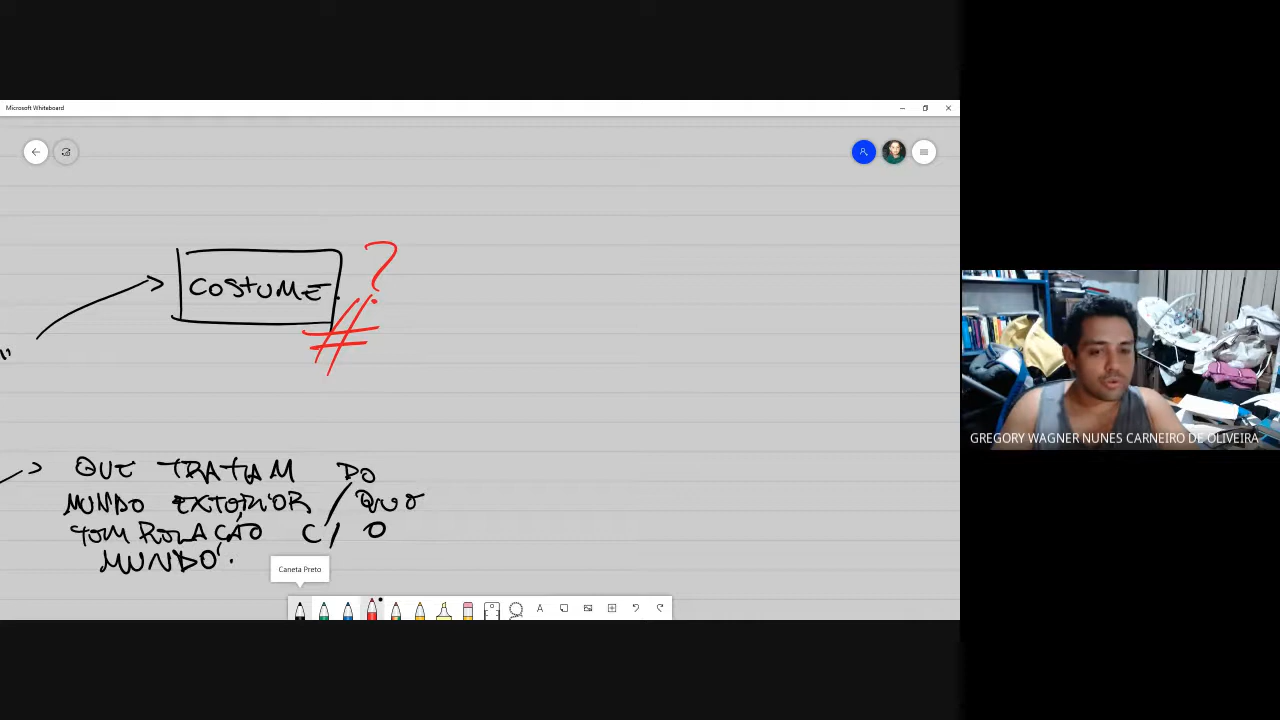 Microsoft Whiteboard
COSTUME ?
#
"
QUE TRATAM DO
MUNDO EXTERIOR QUE
TOM RELAÇÃO C/ O
MUNDO.
GREGORY WAGNER NUNES CARNEIRO DE OLIVEIRA
Caneta Preto
A